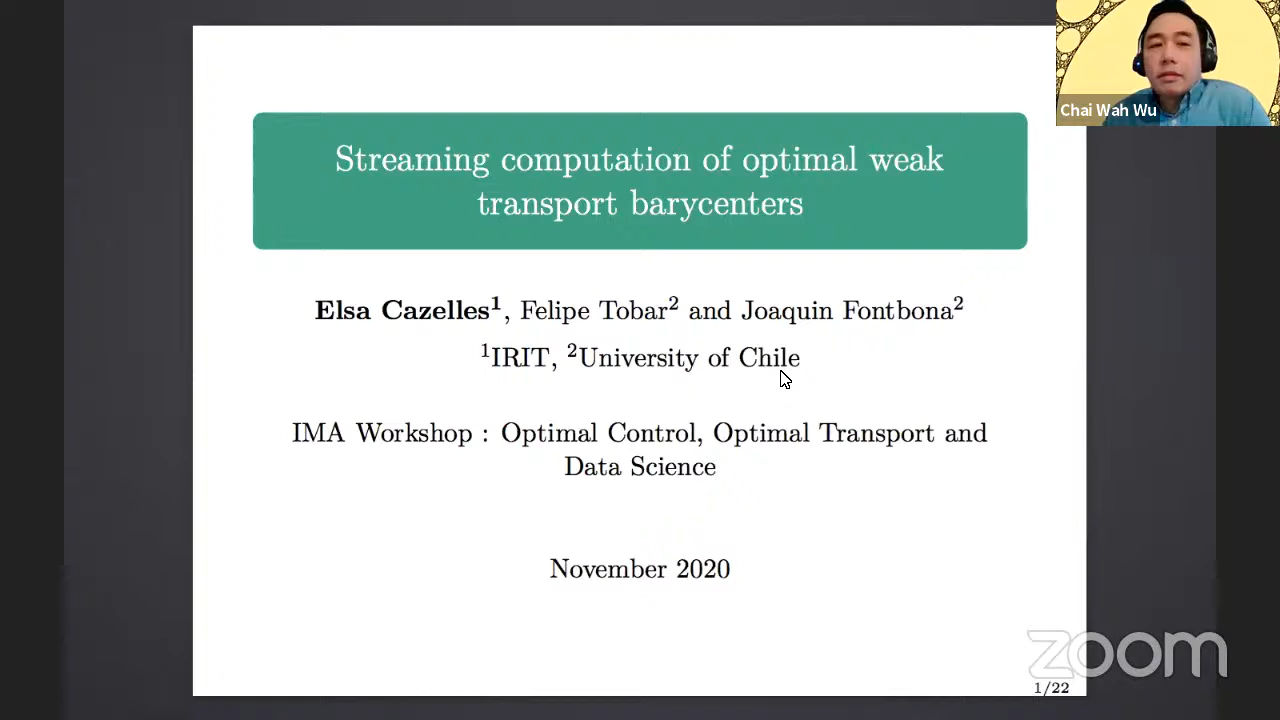 Chai Wah Wu
Streaming computation of optimal weak
transport barycenters
Elsa Cazelles¹, Felipe Tobar² and Joaquin Fontbona²
¹IRIT, ²University of Chile
IMA Workshop : Optimal Control, Optimal Transport and
Data Science
November 2020
zoom
1/22